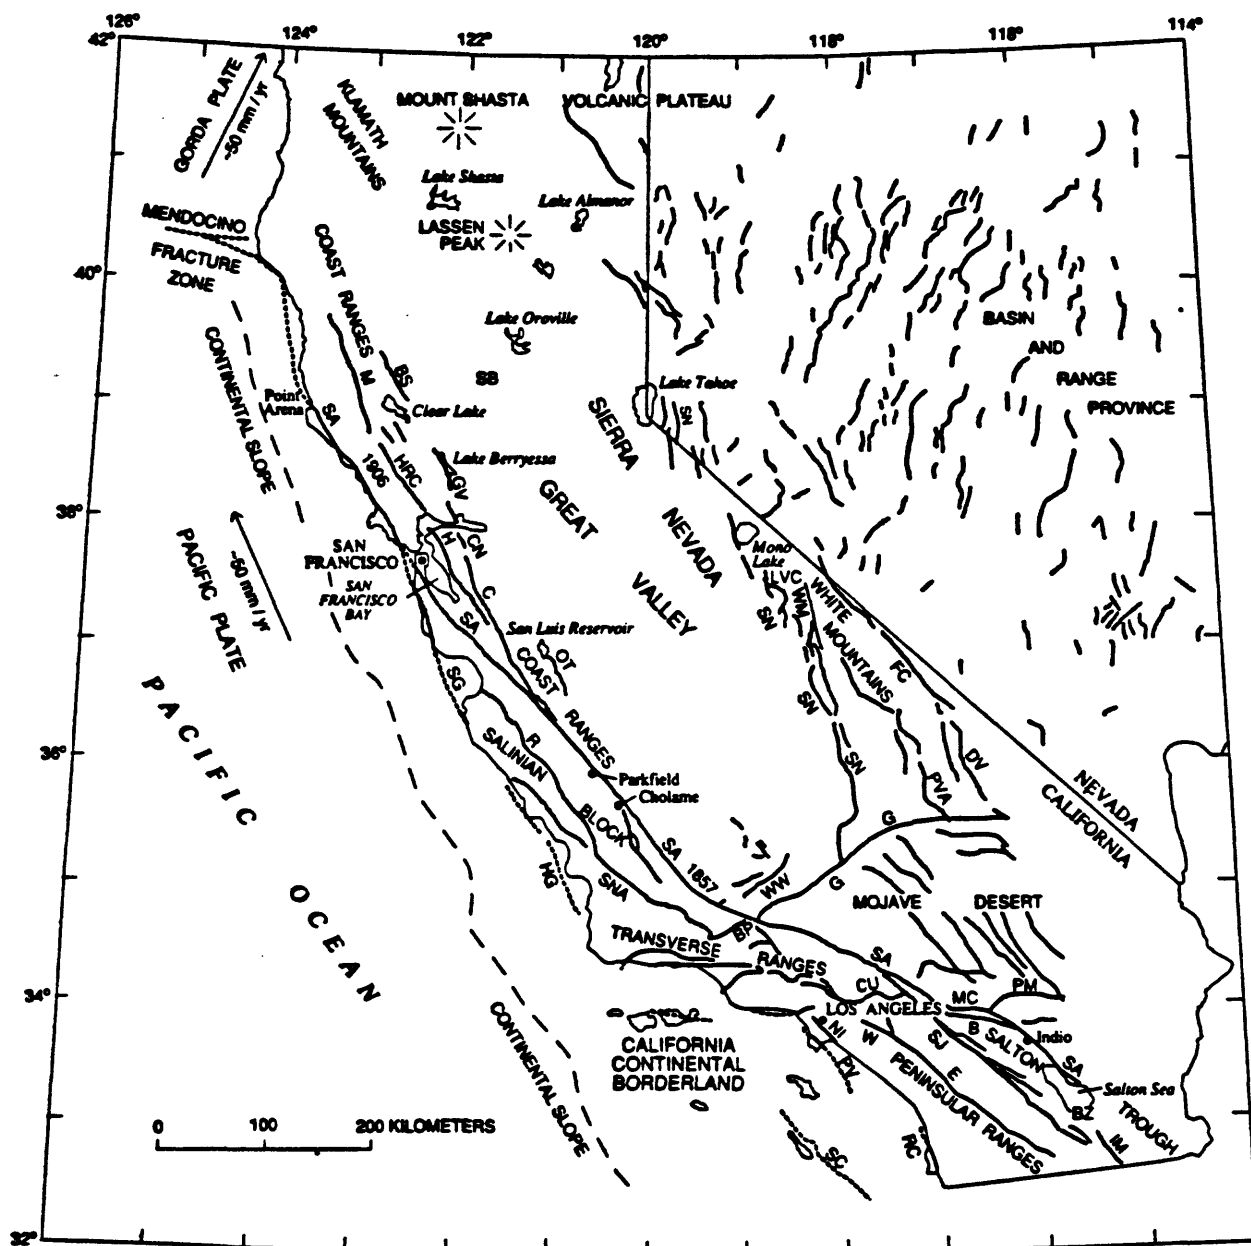 126°
42°
124°
122°
120°
118°
116°
114°
GORDA PLATE
~50 mm / yr
KLAMATH
MOUNTAINS
MOUNT SHASTA
VOLCANIC PLATEAU
Lake Shasta
Lake Almanor
LASSEN
PEAK
MENDOCINO
FRACTURE
ZONE
COAST RANGES
40°
Lake Oroville
BASIN
AND
RANGE
PROVINCE
CONTINENTAL SLOPE
M
BS
SB
Lake Tahoe
SN
Point
Arena
SA
Clear Lake
SIERRA
1906
HRC
Lake Berryessa
GV
GREAT
NEVADA
VALLEY
38°
PACIFIC PLATE
~60 mm / yr
SAN
FRANCISCO
SAN
FRANCISCO
BAY
H
CN
C
SA
Mono
Lake
LVC
WM
WHITE
MOUNTAINS
SN
San Luis Reservoir
OT
COAST
RANGES
SG
FC
SN
PACIFIC
OCEAN
36°
R
SALINIAN
BLOCK
Parkfield
Cholame
SN
PVA
DV
NEVADA
CALIFORNIA
G
G
SA
1857
WW
HG
SNA
MOJAVE
DESERT
BP
TRANSVERSE
RANGES
SA
CU
MC
PM
34°
LOS ANGELES
NI
W
SJ
B
SALTON
Indio
SA
CALIFORNIA
CONTINENTAL
BORDERLAND
PV
E
PENINSULAR RANGES
Salton Sea
BZ
TROUGH
IM
CONTINENTAL SLOPE
0
100
200 KILOMETERS
SC
RC
32°